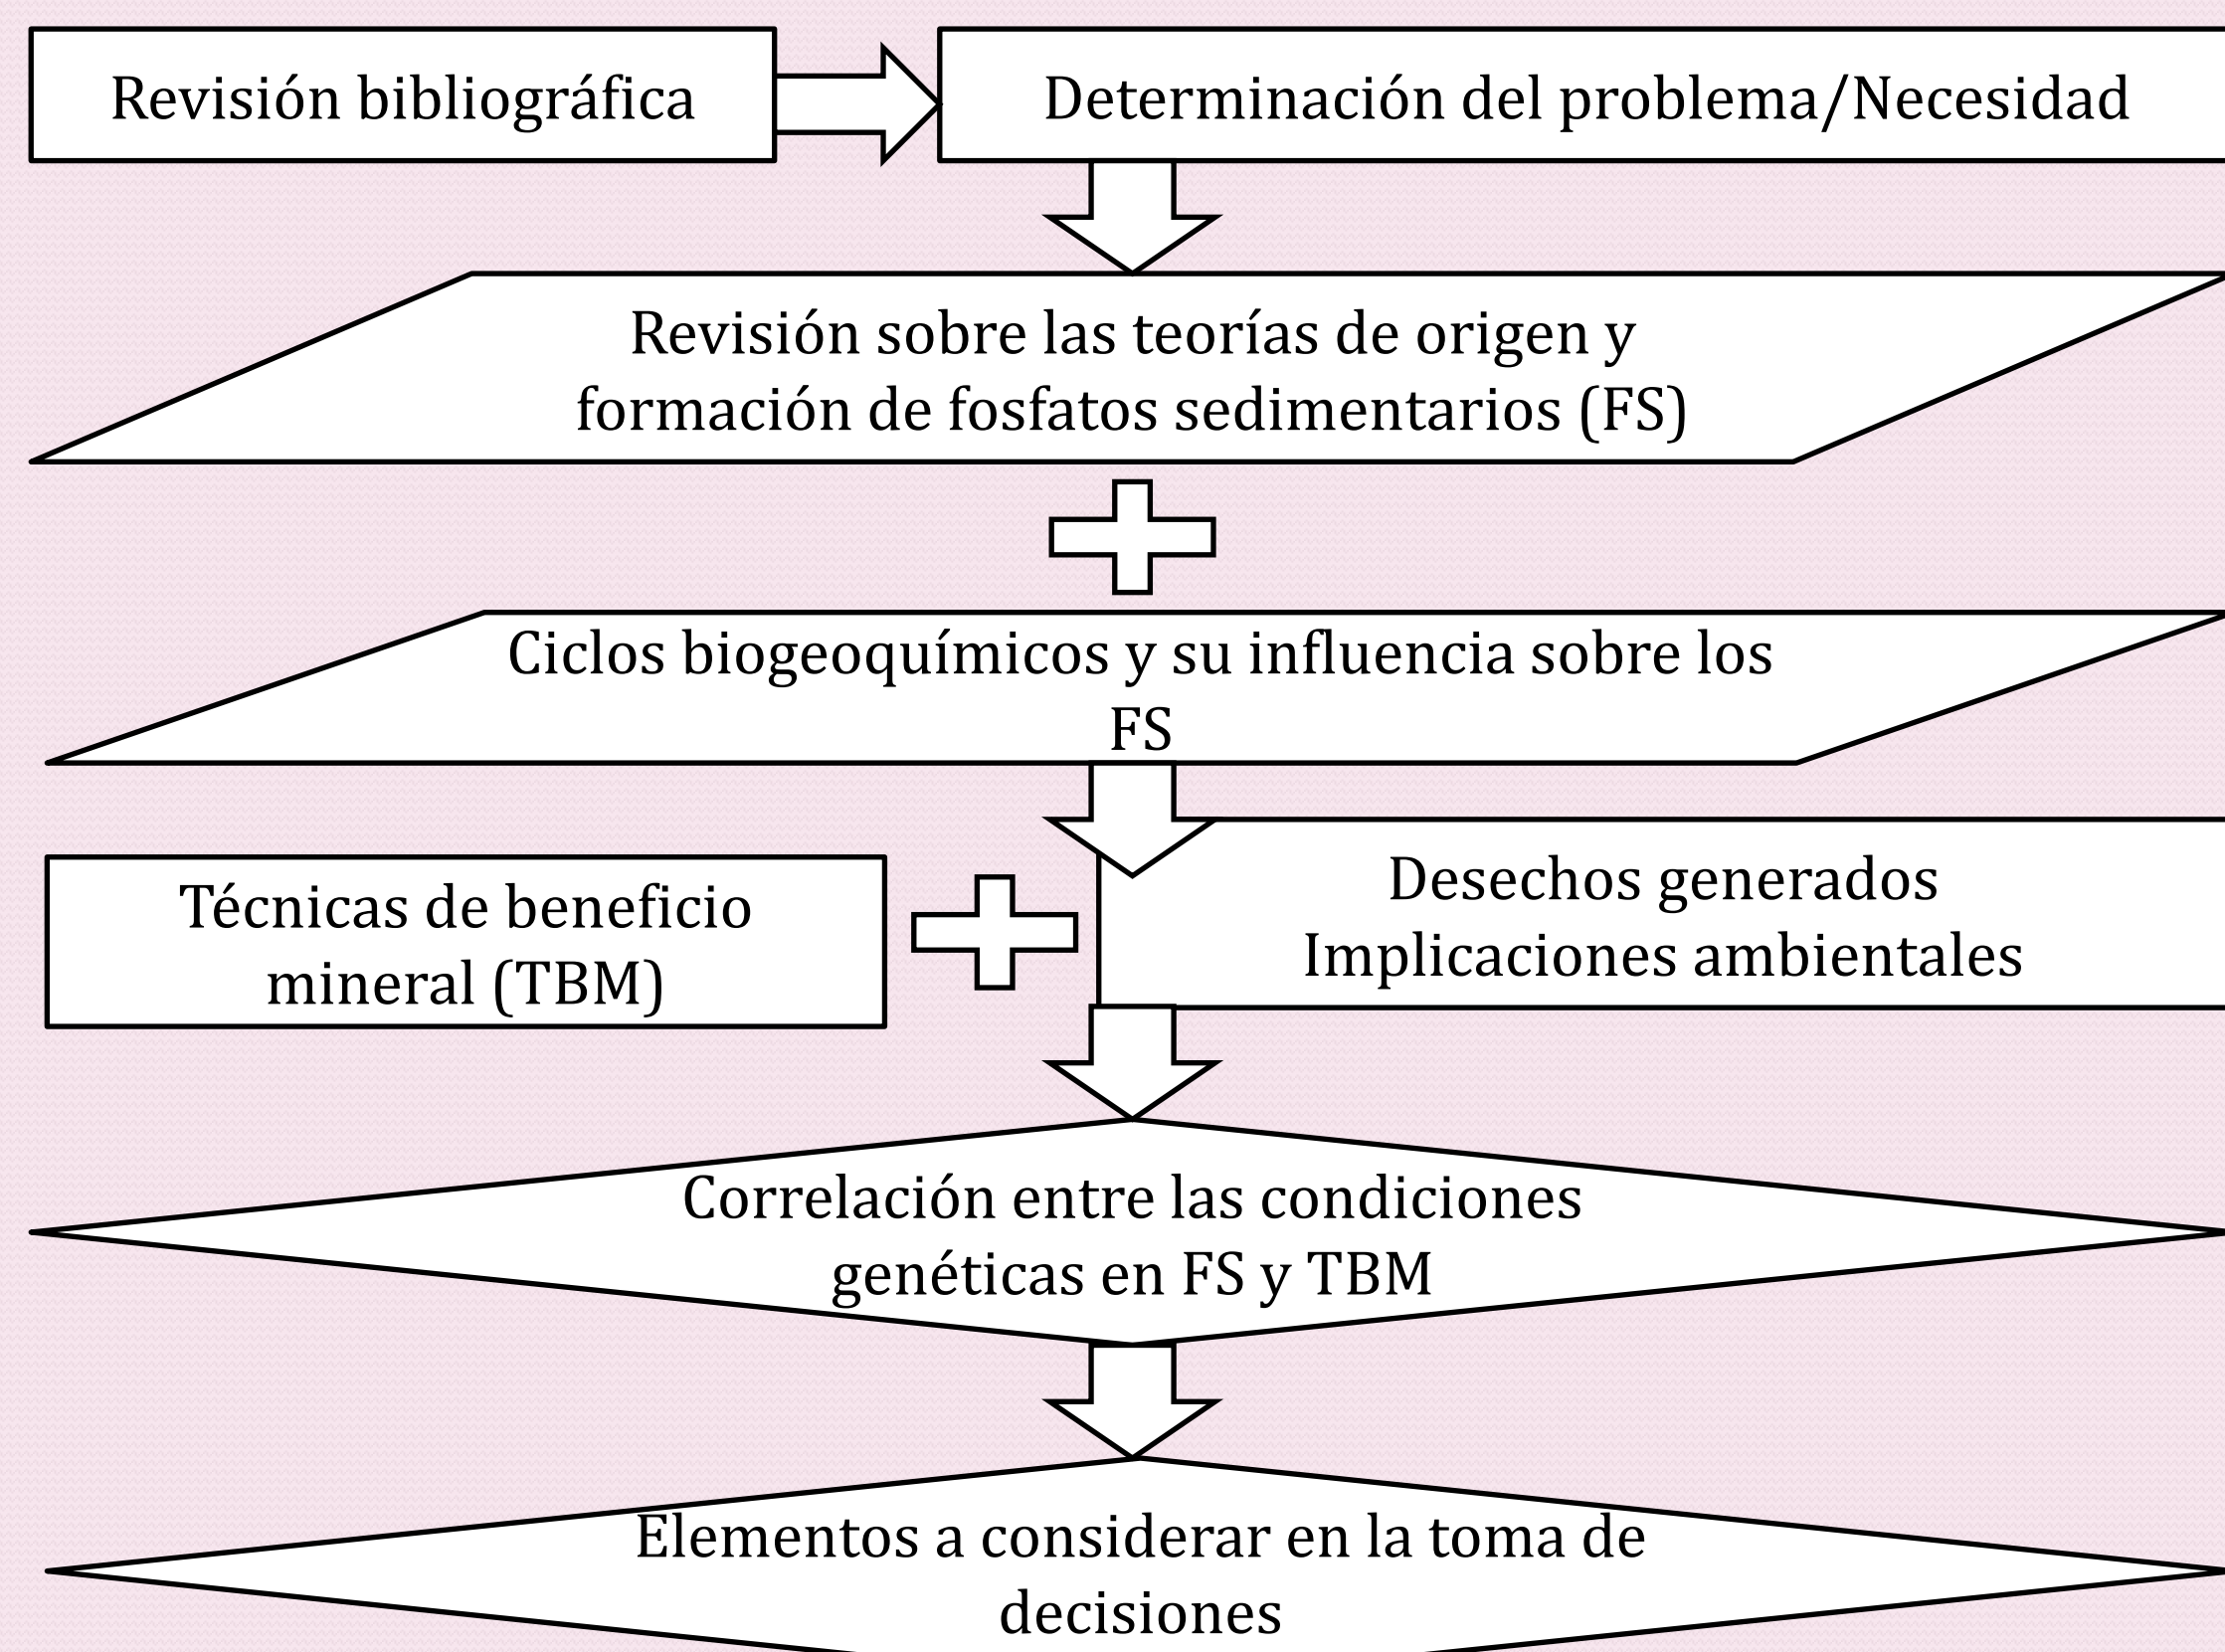 Revisión bibliográfica
Determinación del problema/Necesidad
Revisión sobre las teorías de origen y
formación de fosfatos sedimentarios (FS)
Ciclos biogeoquímicos y su influencia sobre los
FS
Técnicas de beneficio
mineral (TBM)
Desechos generados
Implicaciones ambientales
Correlación entre las condiciones
genéticas en FS y TBM
Elementos a considerar en la toma de
decisiones